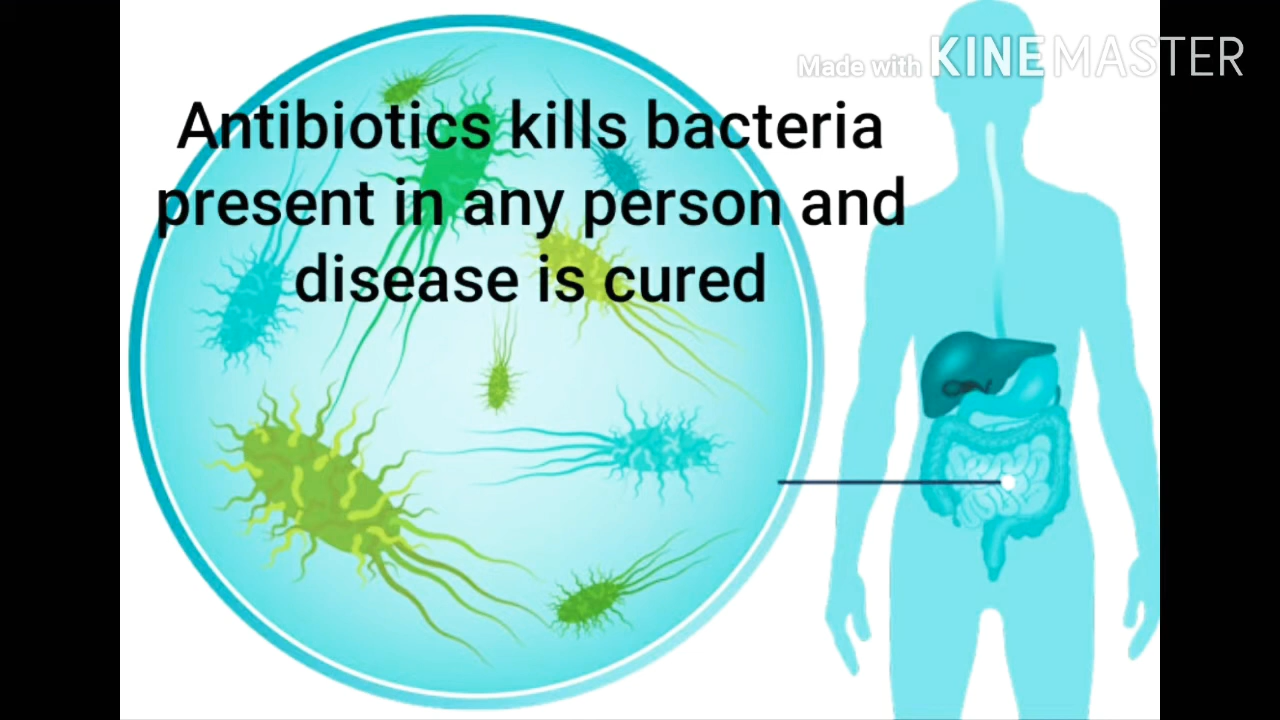 Made with KINEMASTER
Antibiotics kills bacteria
present in any person and
disease is cured